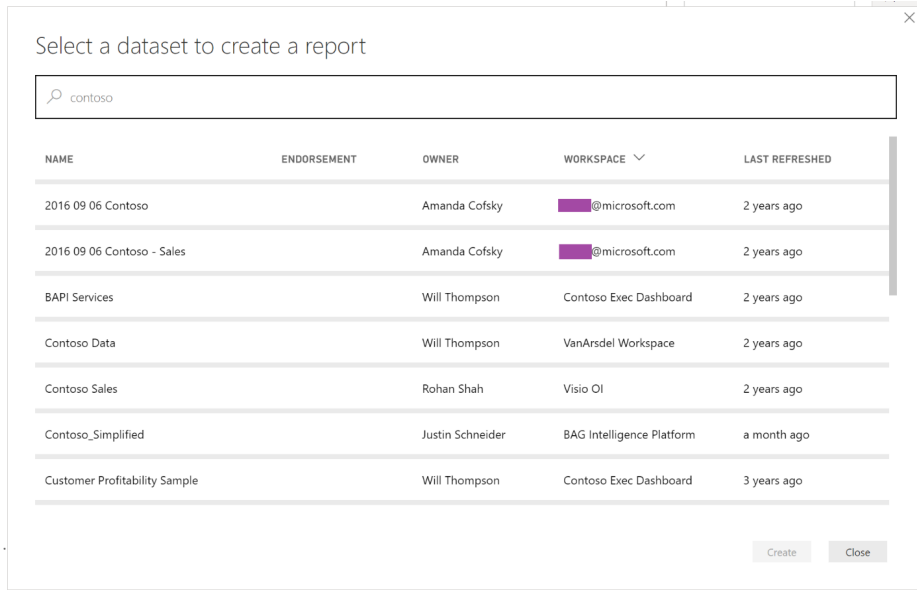 Select a dataset to create a report
contoso
NAME ENDORSEMENT OWNER WORKSPACE LAST REFRESHED
2016 09 06 Contoso Amanda Cofsky @microsoft.com 2 years ago
2016 09 06 Contoso - Sales Amanda Cofsky @microsoft.com 2 years ago
BAPI Services Will Thompson Contoso Exec Dashboard 2 years ago
Contoso Data Will Thompson VanArsdel Workspace 2 years ago
Contoso Sales Rohan Shah Visio OI 2 years ago
Contoso_Simplified Justin Schneider BAG Intelligence Platform a month ago
Customer Profitability Sample Will Thompson Contoso Exec Dashboard 3 years ago
Create Close